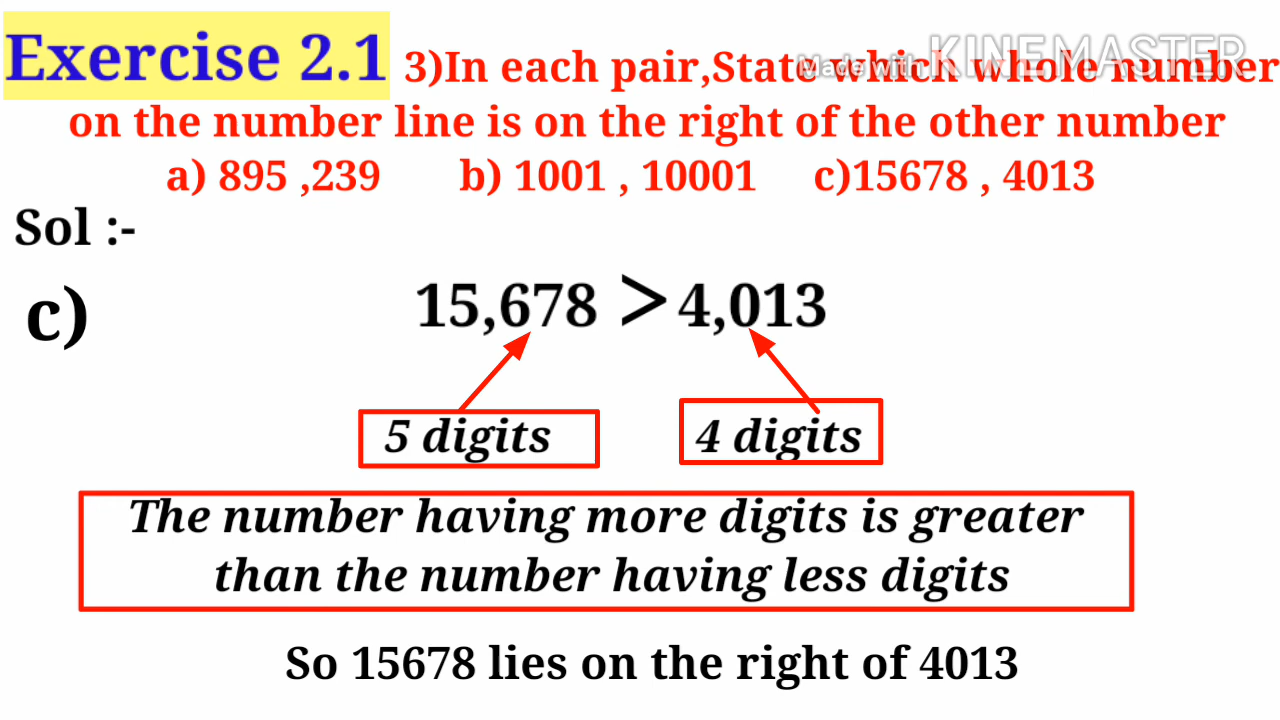 Exercise 2.1 3)In each pair,State which whole number
Made with KINEMASTER
on the number line is on the right of the other number
a) 895 ,239 b) 1001 , 10001 c)15678 , 4013
Sol :-
c) 15,678 > 4,013
5 digits 4 digits
The number having more digits is greater
than the number having less digits
So 15678 lies on the right of 4013